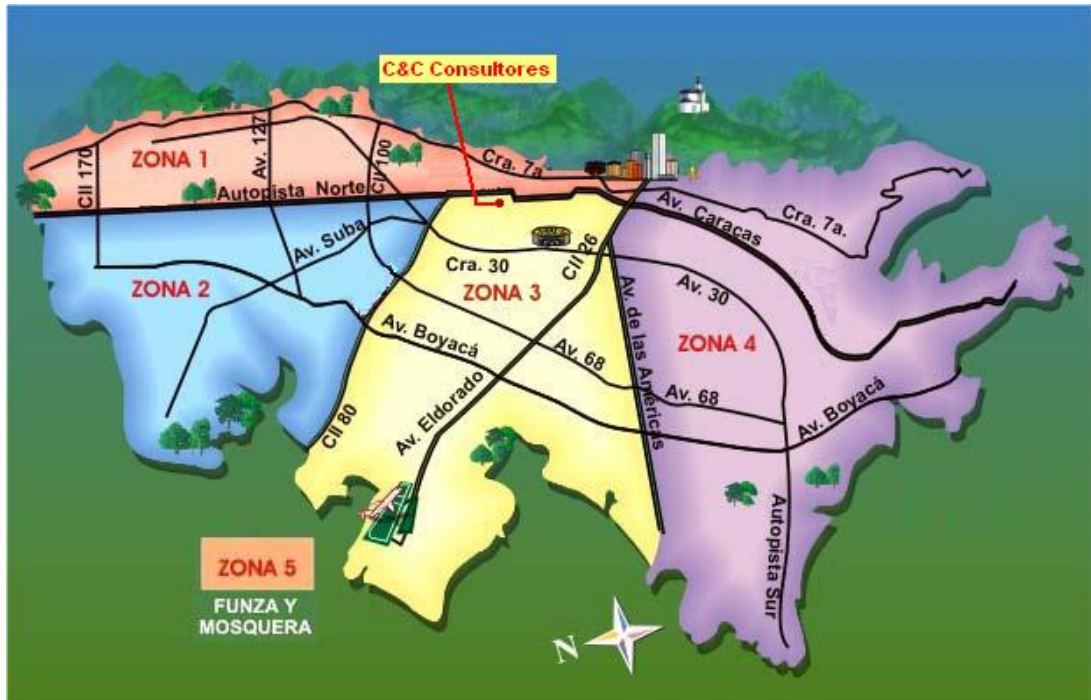 C&C Consultores
Cll 170
ZONA 1
Av. 127
Cll 100
Cra. 7a
Autopista Norte
Av. Suba
ZONA 2
Cra. 30
ZONA 3
Cll 26
Av. Caracas
Cra. 7a.
Av. 30
ZONA 4
Av. de las Americas
Av. Boyacá
Av. 68
Av. 68
Av. Boyacá
Cll 80
Av. Eldorado
Autopista Sur
ZONA 5
FUNZA Y
MOSQUERA
N